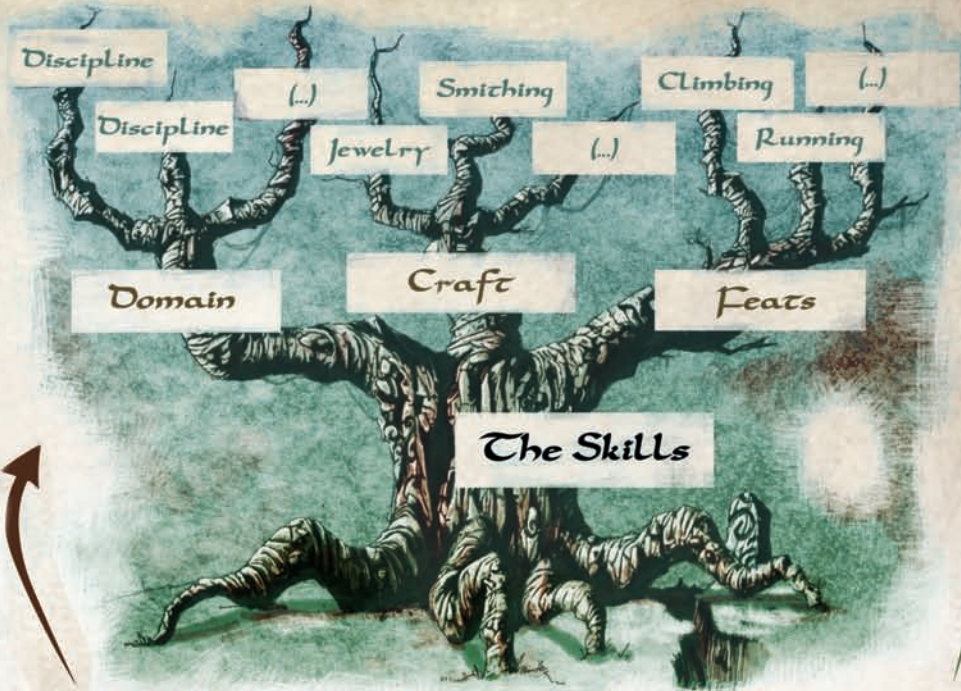 Discipline
Discipline
(...)
Jewelry
Smithing
(...)
Climbing
Running
(...)
Domain
Craft
Feats
The Skills